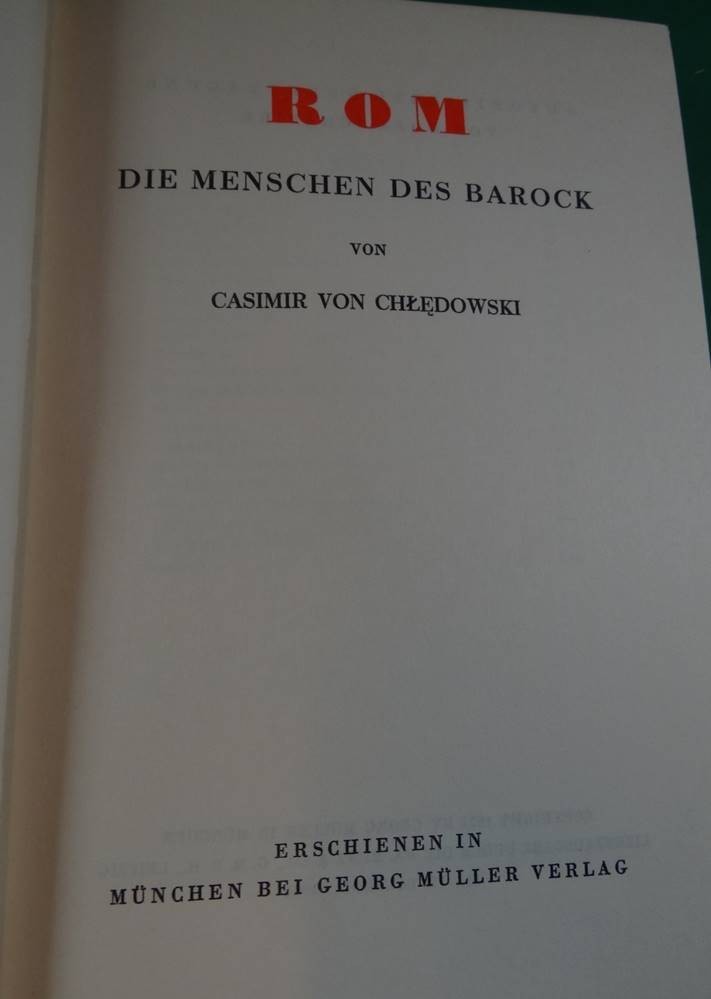 ROM
DIE MENSCHEN DES BAROCK
VON
CASIMIR VON CHŁĘDOWSKI
ERSCHIENEN IN
MÜNCHEN BEI GEORG MÜLLER VERLAG